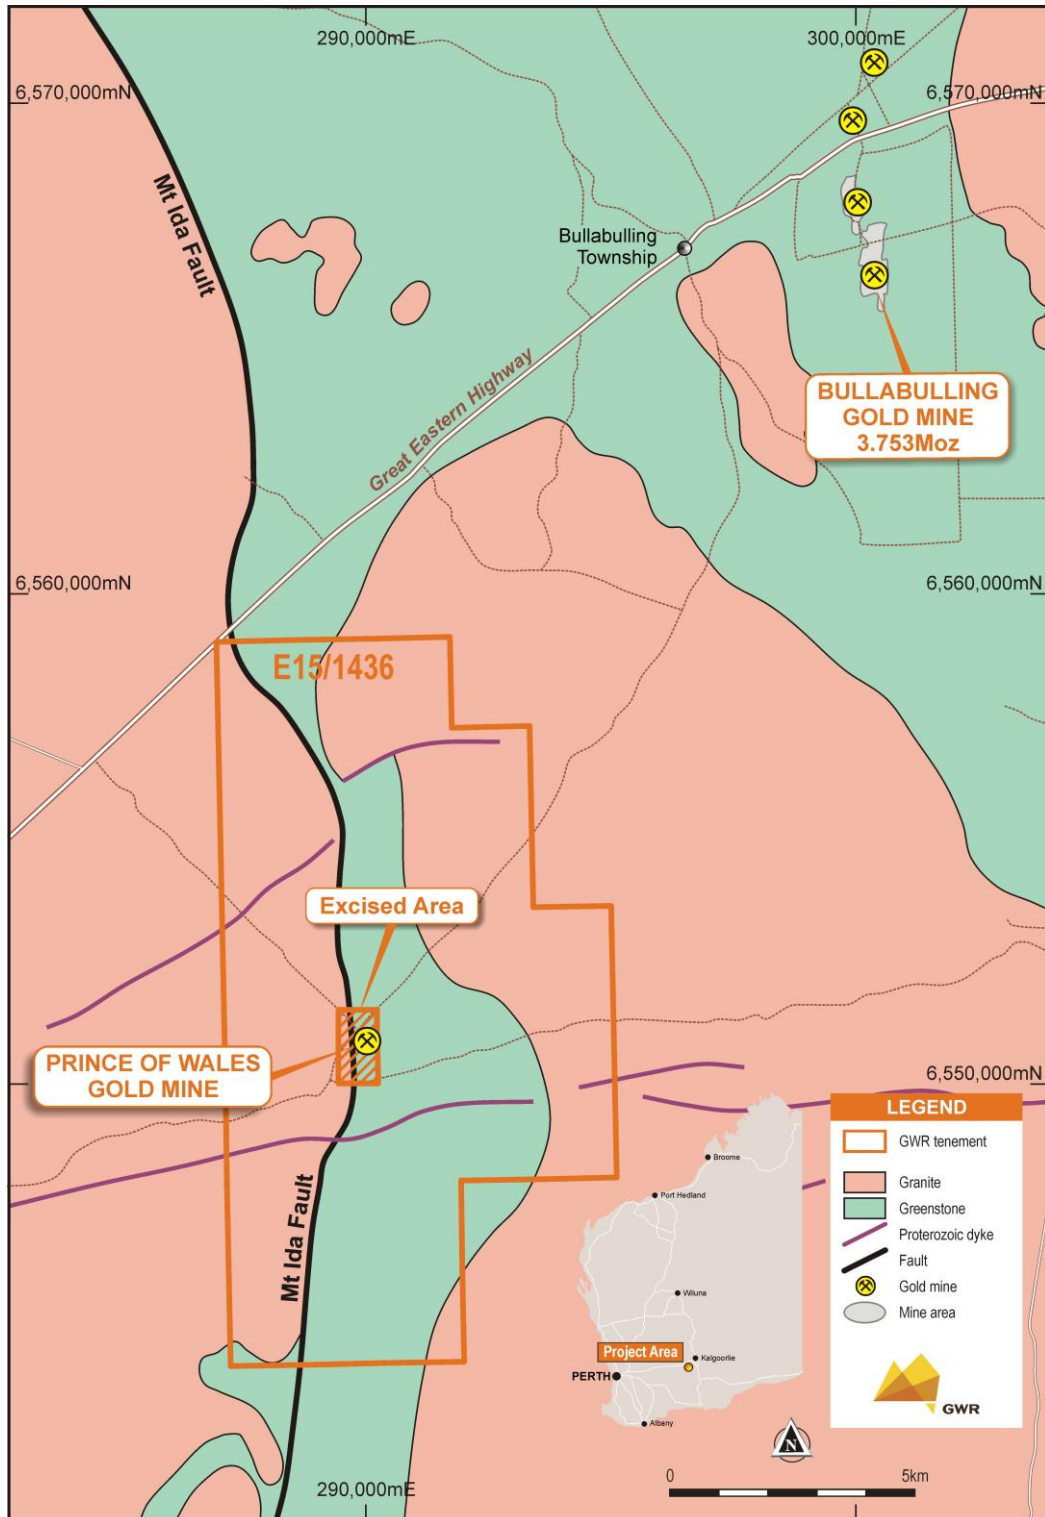 290,000mE
300,000mE
6,570,000mN
6,570,000mN
Mt Ida Fault
Bullabulling
Township
Great Eastern Highway
BULLABULLING
GOLD MINE
3.753Moz
6,560,000mN
6,560,000mN
E15/1436
Excised Area
PRINCE OF WALES
GOLD MINE
6,550,000mN
Mt Ida Fault
LEGEND
GWR tenement
Granite
Greenstone
Proterozoic dyke
Fault
Gold mine
Mine area
GWR
Broome
Port Hedland
Wiluna
Project Area
Kalgoorlie
PERTH
Albany
N
290,000mE
0
5km